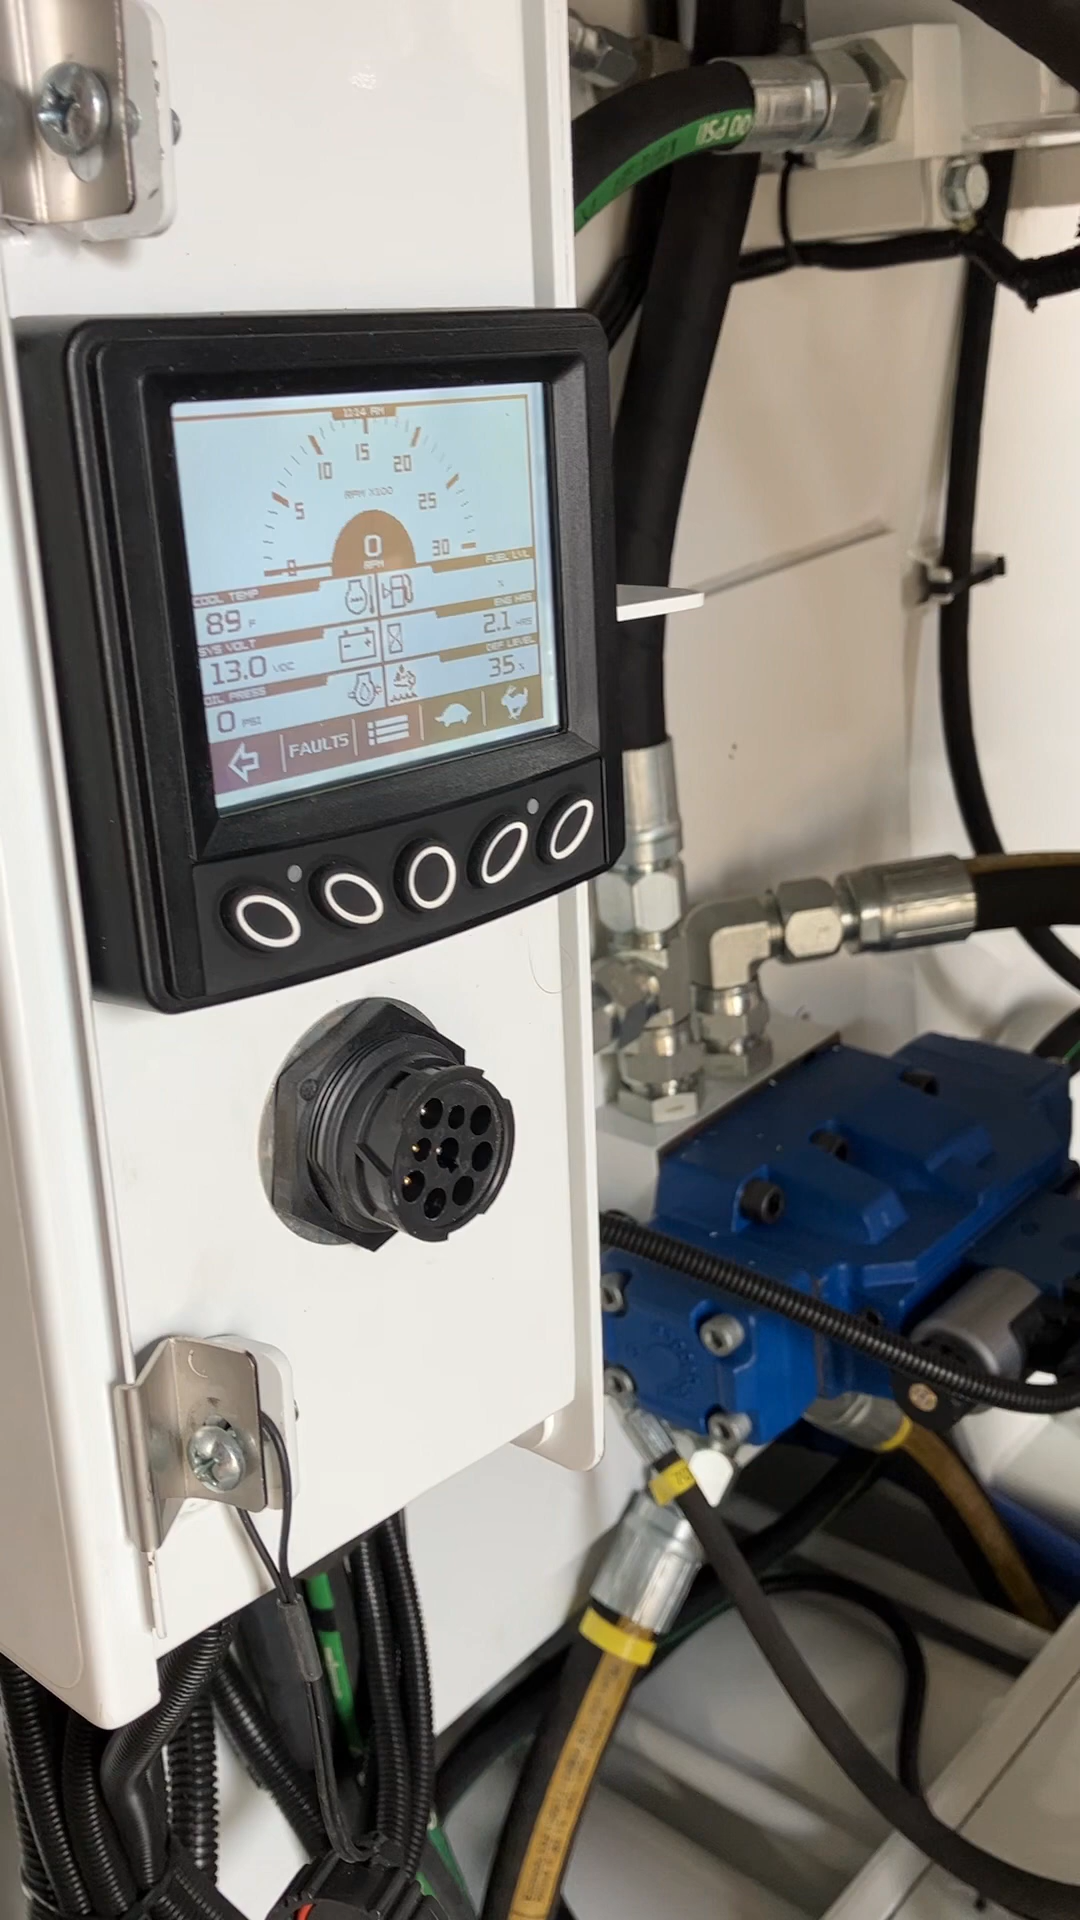 00 PSI
12:14 AM
0
5
10
15
20
25
30
RPM X100
0
RPM
COOL TEMP
89 F
SYS VOLT
13.0 VDC
OIL PRESS
0 PSI
FUEL LVL
%
ENG HRS
2.1 HRS
DEF LEVEL
35 %
FAULTS